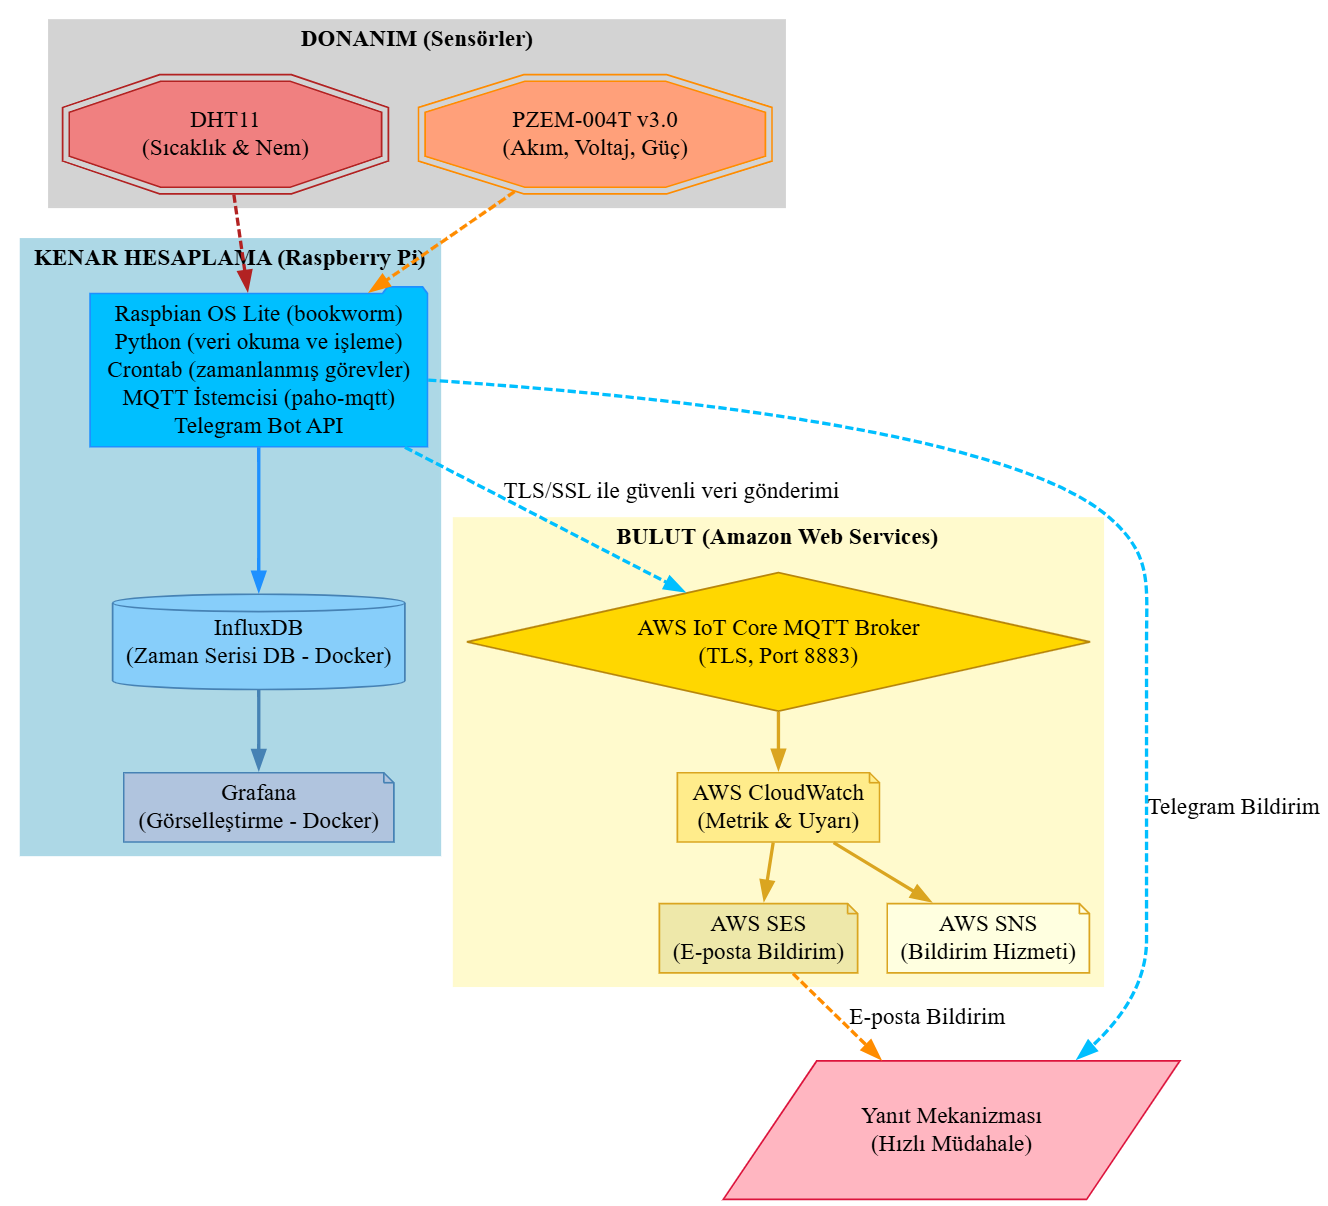 DONANIM (Sensörler)
DHT11
(Sıcaklık & Nem)
PZEM-004T v3.0
(Akım, Voltaj, Güç)
KENAR HESAPLAMA (Raspberry Pi)
Raspbian OS Lite (bookworm)
Python (veri okuma ve işleme)
Crontab (zamanlanmış görevler)
MQTT İstemcisi (paho-mqtt)
Telegram Bot API
TLS/SSL ile güvenli veri gönderimi
BULUT (Amazon Web Services)
InfluxDB
(Zaman Serisi DB - Docker)
AWS IoT Core MQTT Broker
(TLS, Port 8883)
Grafana
(Görselleştirme - Docker)
AWS CloudWatch
(Metrik & Uyarı)
Telegram Bildirim
AWS SES
(E-posta Bildirim)
AWS SNS
(Bildirim Hizmeti)
E-posta Bildirim
Yanıt Mekanizması
(Hızlı Müdahale)